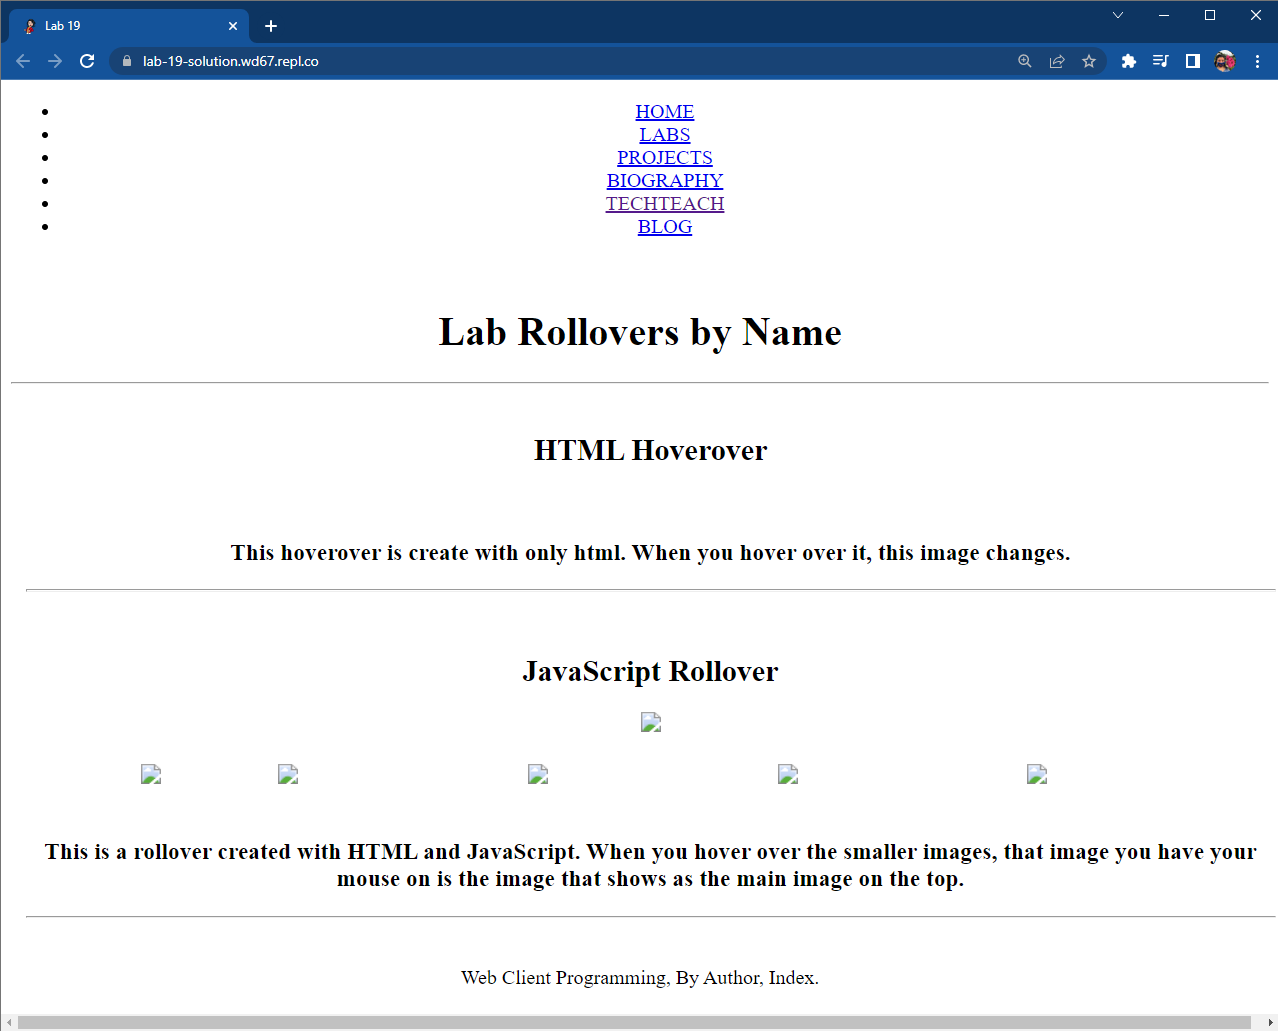 Lab 19
lab-19-solution.wd67.repl.co
HOME
LABS
PROJECTS
BIOGRAPHY
TECHTEACH
BLOG
Lab Rollovers by Name
HTML Hoverover
This hoverover is create with only html. When you hover over it, this image changes.
JavaScript Rollover
This is a rollover created with HTML and JavaScript. When you hover over the smaller images, that image you have your
mouse on is the image that shows as the main image on the top.
Web Client Programming, By Author, Index.